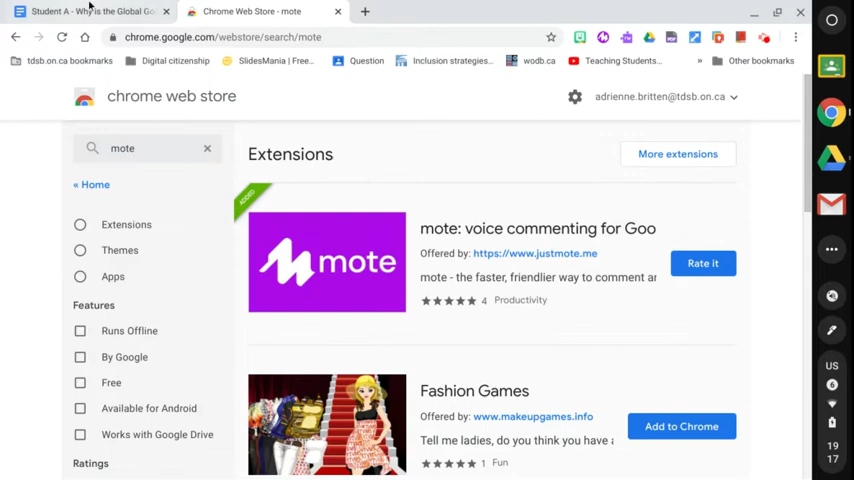 Student A - Why is the Global Go
Chrome Web Store - mote
chrome.google.com/webstore/search/mote
tdsb.on.ca bookmarks
Digital citizenship
SlidesMania | Free...
Question
Inclusion strategies...
wodb.ca
Teaching Students...
»
Other bookmarks
chrome web store
adrienne.britten@tdsb.on.ca
mote
« Home
Extensions
Themes
Apps
Features
Runs Offline
By Google
Free
Available for Android
Works with Google Drive
Ratings
Extensions
More extensions
ADDED
mote
mote: voice commenting for Goo
Offered by: https://www.justmote.me
mote - the faster, friendlier way to comment ar
4 Productivity
Rate it
Fashion Games
Offered by: www.makeupgames.info
Tell me ladies, do you think you have a
1 Fun
Add to Chrome
US
6
19
17